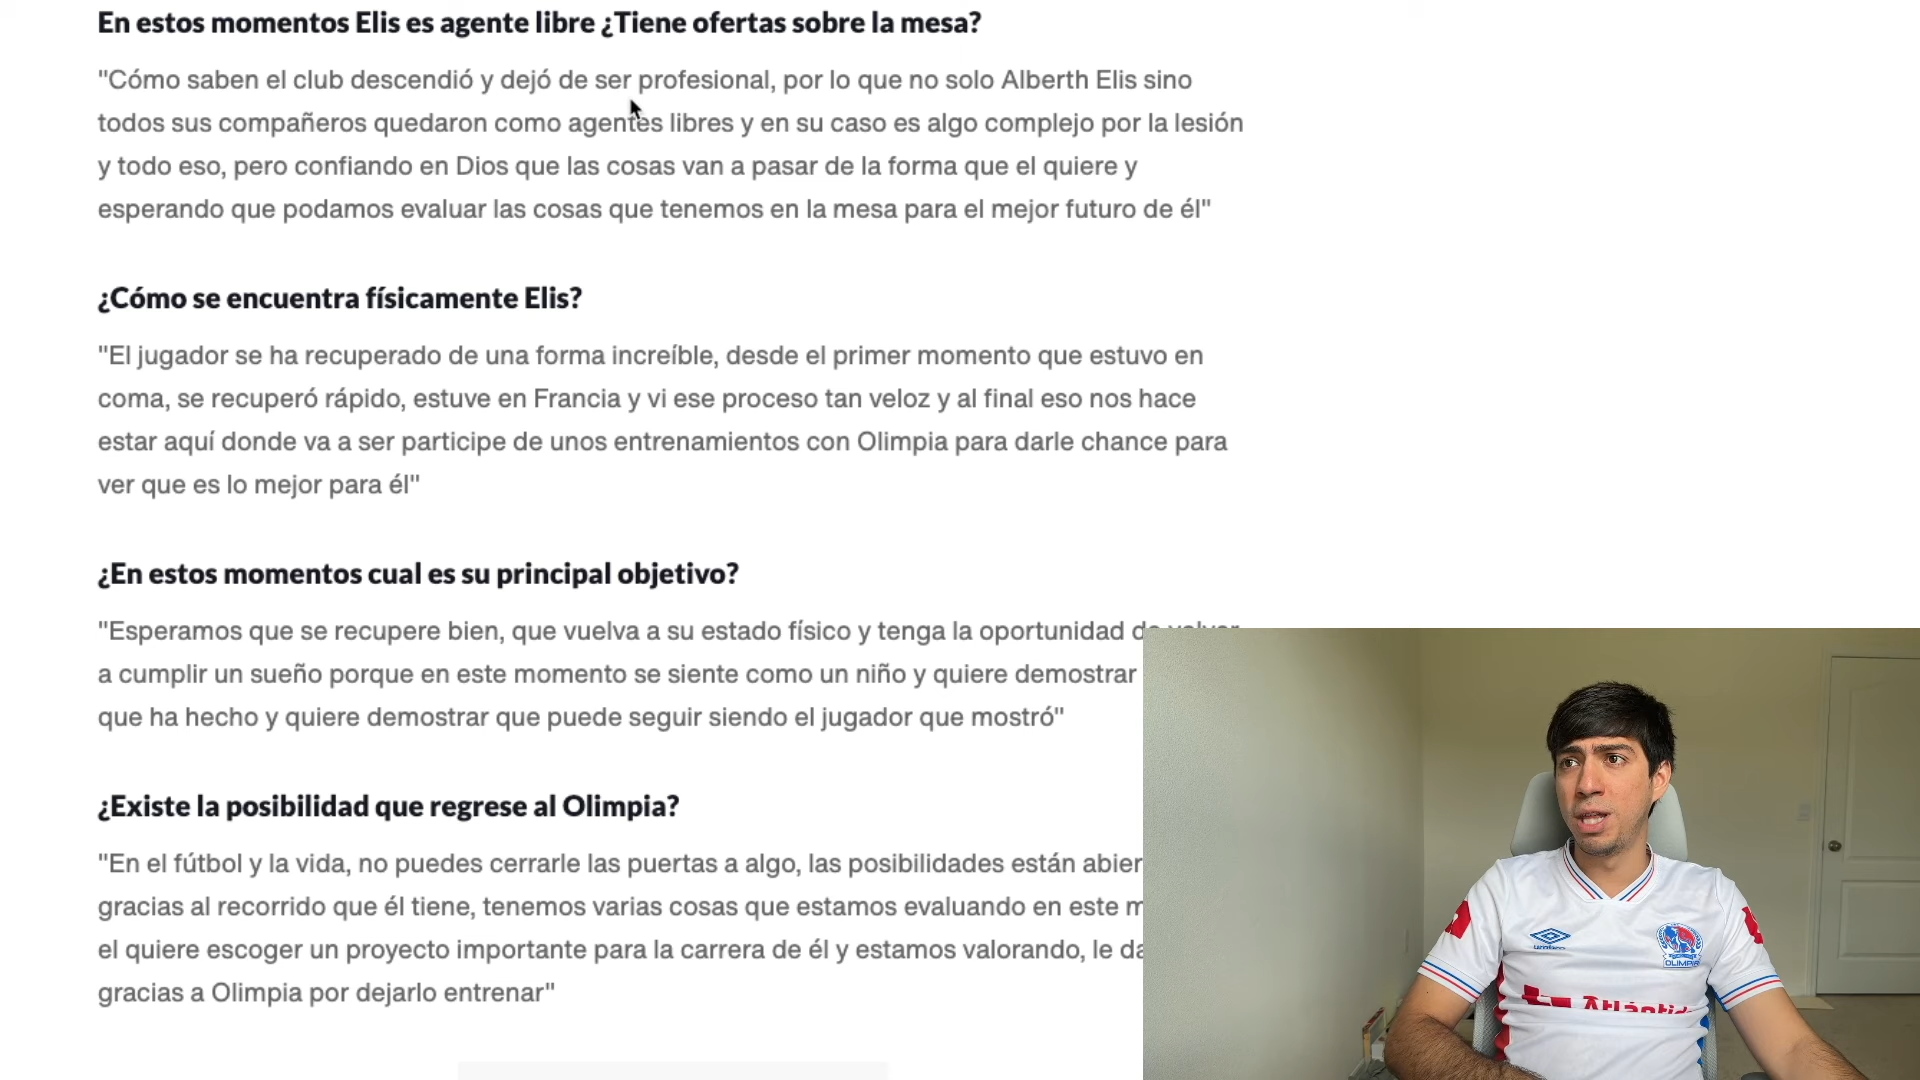 En estos momentos Elis es agente libre ¿Tiene ofertas sobre la mesa?
"Cómo saben el club descendió y dejó de ser profesional, por lo que no solo Alberth Elis sino
todos sus compañeros quedaron como agentes libres y en su caso es algo complejo por la lesión
y todo eso, pero confiando en Dios que las cosas van a pasar de la forma que el quiere y
esperando que podamos evaluar las cosas que tenemos en la mesa para el mejor futuro de él"
¿Cómo se encuentra físicamente Elis?
"El jugador se ha recuperado de una forma increíble, desde el primer momento que estuvo en
coma, se recuperó rápido, estuve en Francia y vi ese proceso tan veloz y al final eso nos hace
estar aquí donde va a ser participe de unos entrenamientos con Olimpia para darle chance para
ver que es lo mejor para él"
¿En estos momentos cual es su principal objetivo?
"Esperamos que se recupere bien, que vuelva a su estado físico y tenga la oportunidad de volver
a cumplir un sueño porque en este momento se siente como un niño y quiere demostrar
que ha hecho y quiere demostrar que puede seguir siendo el jugador que mostró"
¿Existe la posibilidad que regrese al Olimpia?
"En el fútbol y la vida, no puedes cerrarle las puertas a algo, las posibilidades están abier
gracias al recorrido que él tiene, tenemos varias cosas que estamos evaluando en este m
el quiere escoger un proyecto importante para la carrera de él y estamos valorando, le da
gracias a Olimpia por dejarlo entrenar"
umbro
OLIMPIA
Atlántid